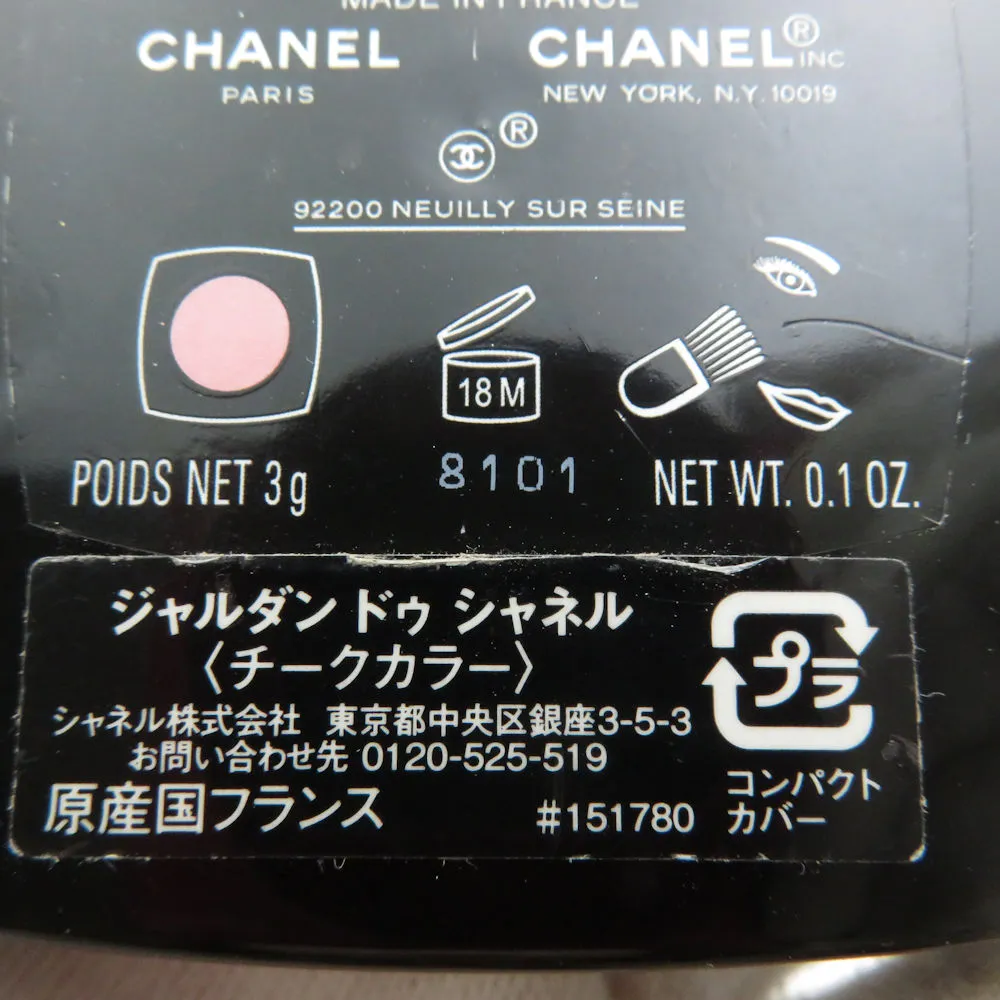 MADE IN FRANCE
CHANEL
PARIS
CHANEL® INC
NEW YORK, N.Y. 10019
®
92200 NEUILLY SUR SEINE
18 M
POIDS NET 3 g
8101
NET WT. 0.1 OZ.
ジャルダン ドゥ シャネル
〈チークカラー〉
シャネル株式会社 東京都中央区銀座3-5-3
お問い合わせ先 0120-525-519
原産国フランス
#151780
プラ
コンパクト
カバー